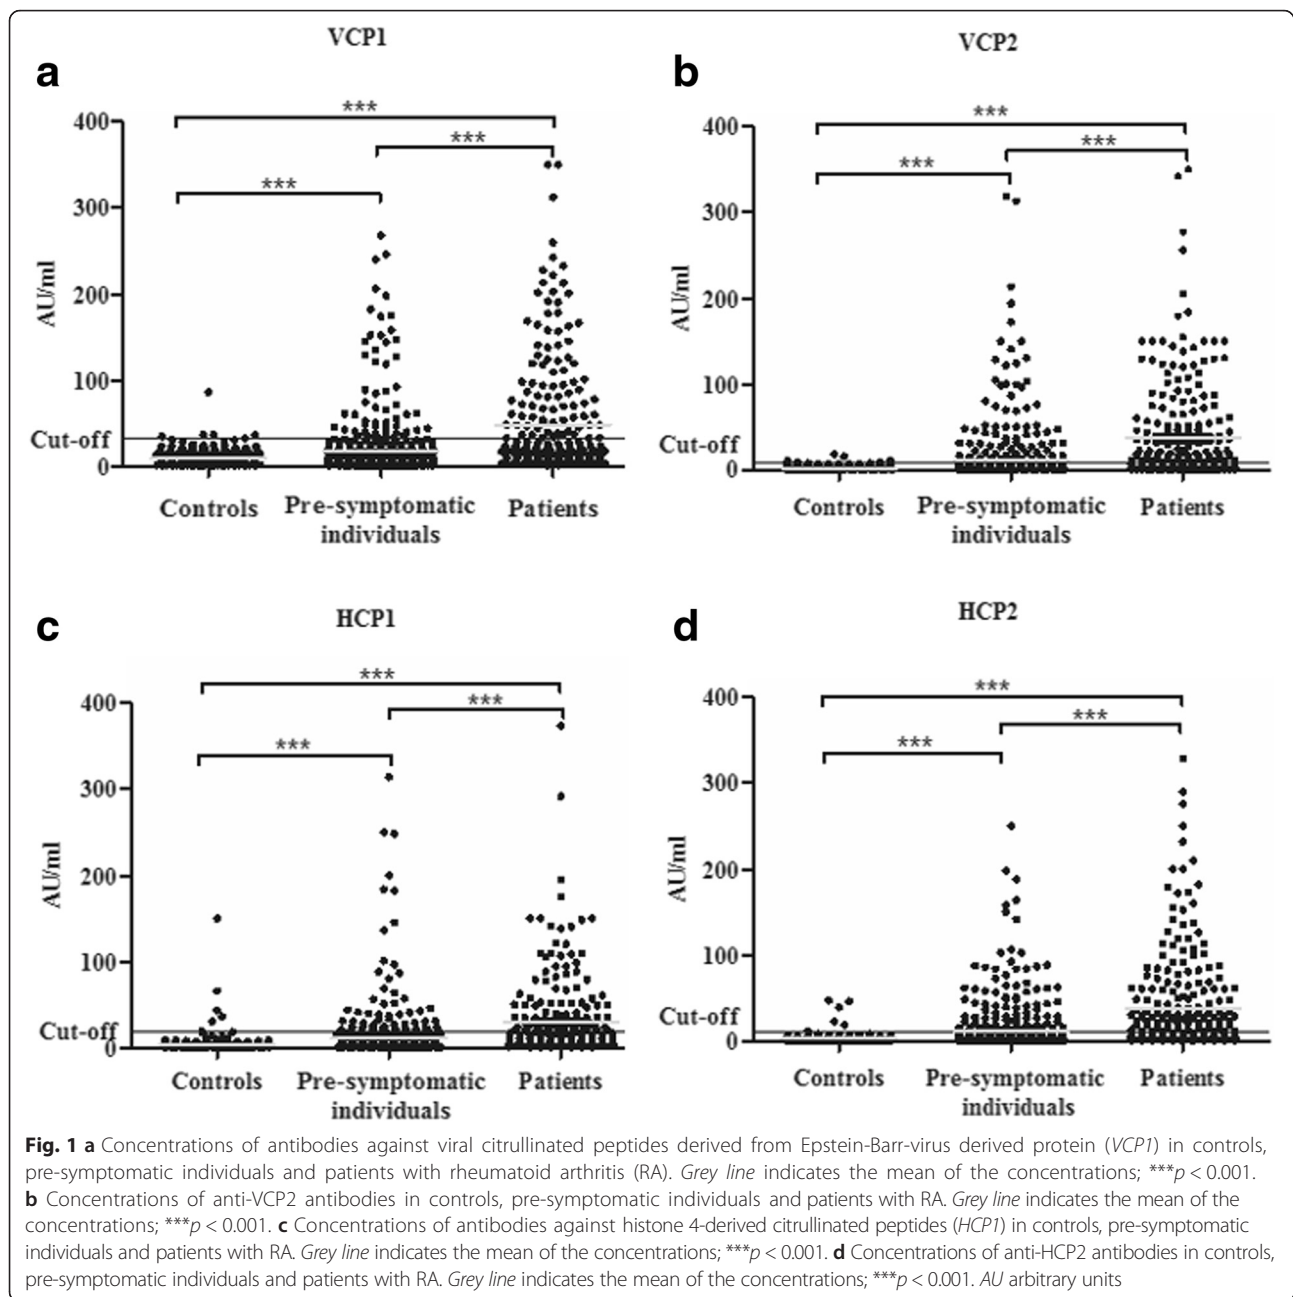 a
VCP1
***
***
***
400
300
200
100
Cut-off
0
AU/ml
Controls
Pre-symptomatic
individuals
Patients
b
VCP2
***
***
***
400
300
200
100
Cut-off
0
AU/ml
Controls
Pre-symptomatic
individuals
Patients
c
HCP1
***
***
***
400
300
200
100
Cut-off
0
AU/ml
Controls
Pre-symptomatic
individuals
Patients
d
HCP2
***
***
***
400
300
200
100
Cut-off
0
AU/ml
Controls
Pre-symptomatic
individuals
Patients
Fig. 1 a Concentrations of antibodies against viral citrullinated peptides derived from Epstein-Barr-virus derived protein (VCP1) in controls,
pre-symptomatic individuals and patients with rheumatoid arthritis (RA). Grey line indicates the mean of the concentrations; ***p < 0.001.
b Concentrations of anti-VCP2 antibodies in controls, pre-symptomatic individuals and patients with RA. Grey line indicates the mean of the
concentrations; ***p < 0.001. c Concentrations of antibodies against histone 4-derived citrullinated peptides (HCP1) in controls, pre-symptomatic
individuals and patients with RA. Grey line indicates the mean of the concentrations; ***p < 0.001. d Concentrations of anti-HCP2 antibodies in controls,
pre-symptomatic individuals and patients with RA. Grey line indicates the mean of the concentrations; ***p < 0.001. AU arbitrary units